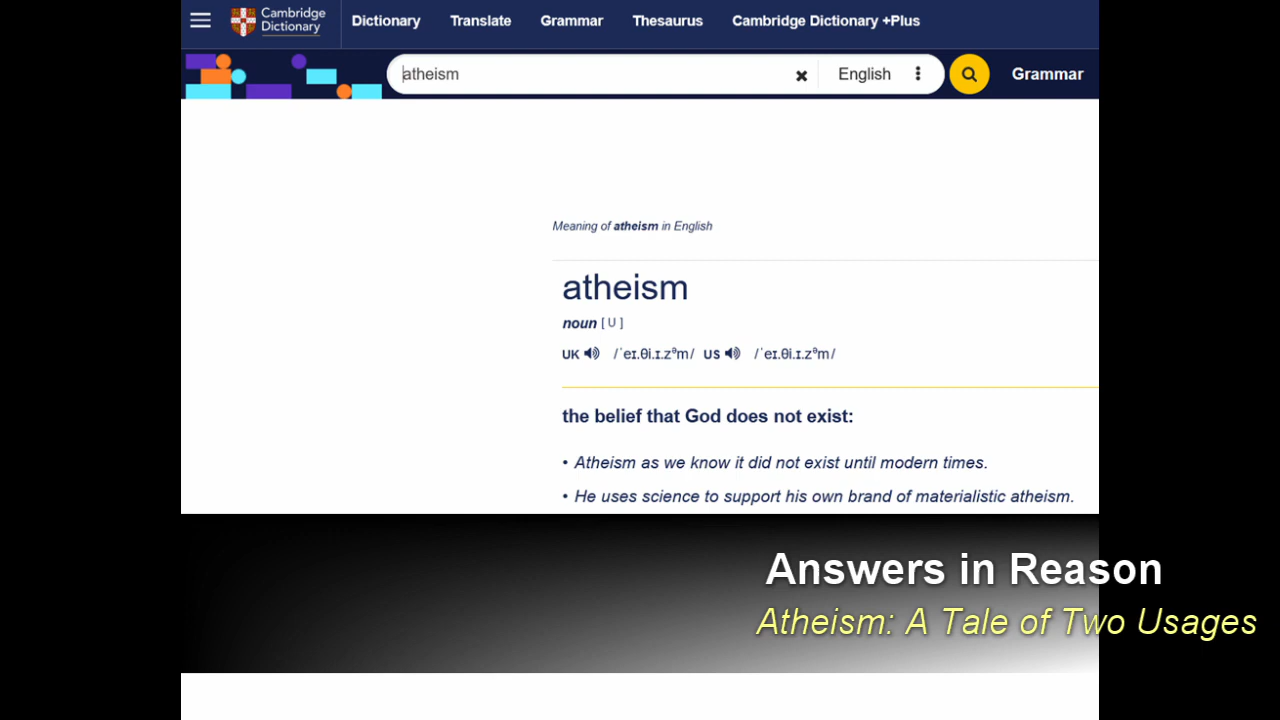 Cambridge
Dictionary
Dictionary Translate Grammar Thesaurus Cambridge Dictionary +Plus
atheism English Grammar
Meaning of atheism in English
atheism
noun [ U ]
UK /ˈeɪ.θi.ɪ.zᵊm/ US /ˈeɪ.θi.ɪ.zᵊm/
the belief that God does not exist:
• Atheism as we know it did not exist until modern times.
• He uses science to support his own brand of materialistic atheism.
Answers in Reason
Atheism: A Tale of Two Usages